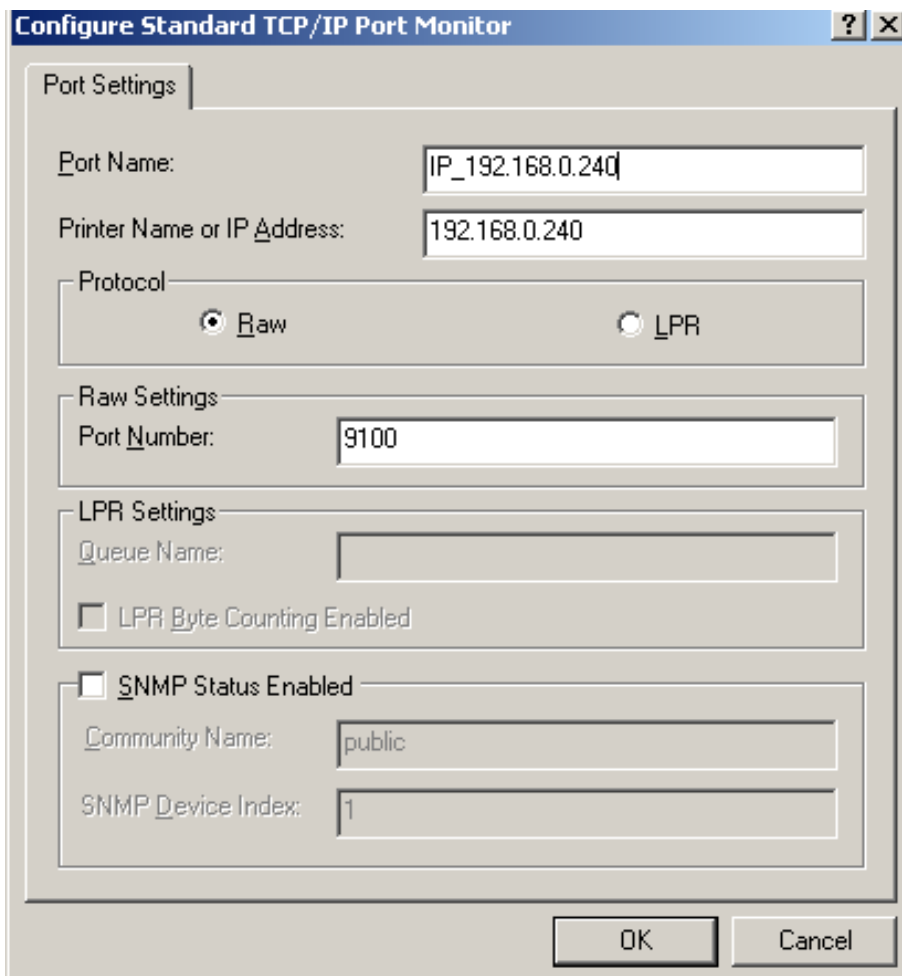 Configure Standard TCP/IP Port Monitor
Port Settings
Port Name: IP_192.168.0.240
Printer Name or IP Address: 192.168.0.240
Protocol
Raw LPR
Raw Settings
Port Number: 9100
LPR Settings
Queue Name:
LPR Byte Counting Enabled
SNMP Status Enabled
Community Name: public
SNMP Device Index: 1
OK Cancel